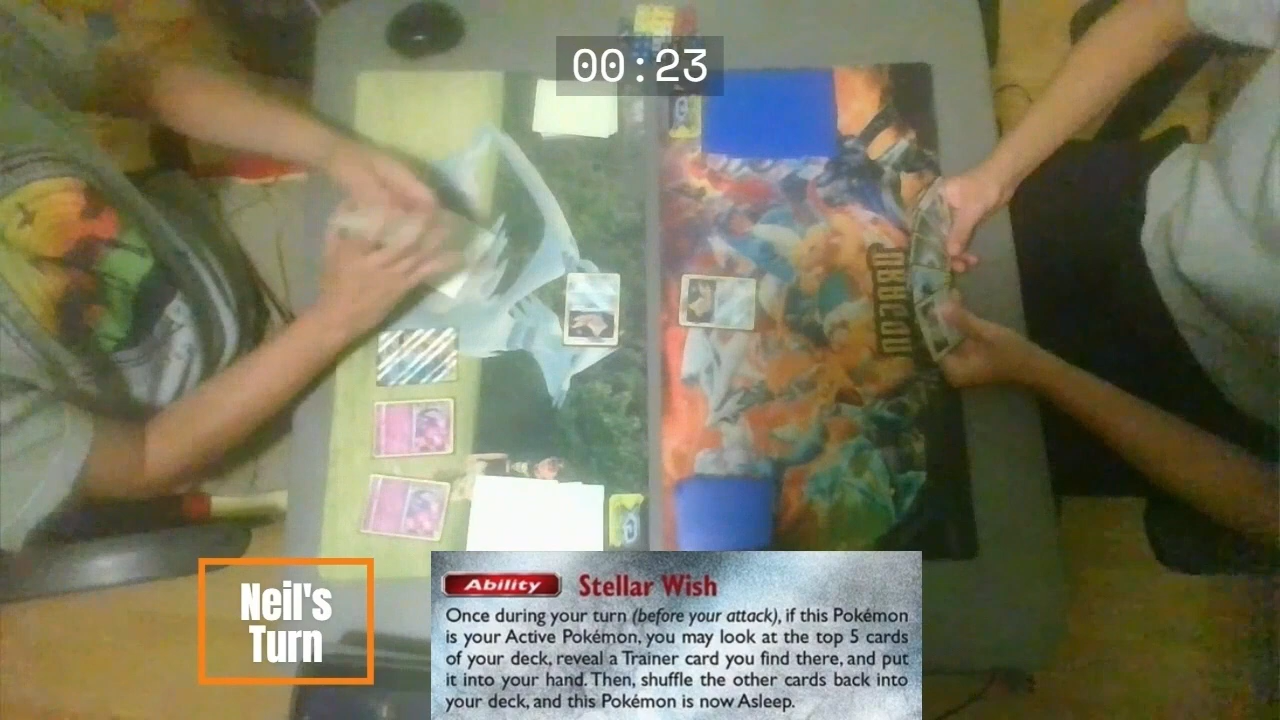 00:23
Neil's
Turn
Ability Stellar Wish
Once during your turn (before your attack), if this Pokémon
is your Active Pokémon, you may look at the top 5 cards
of your deck, reveal a Trainer card you find there, and put
it into your hand. Then, shuffle the other cards back into
your deck, and this Pokémon is now Asleep.